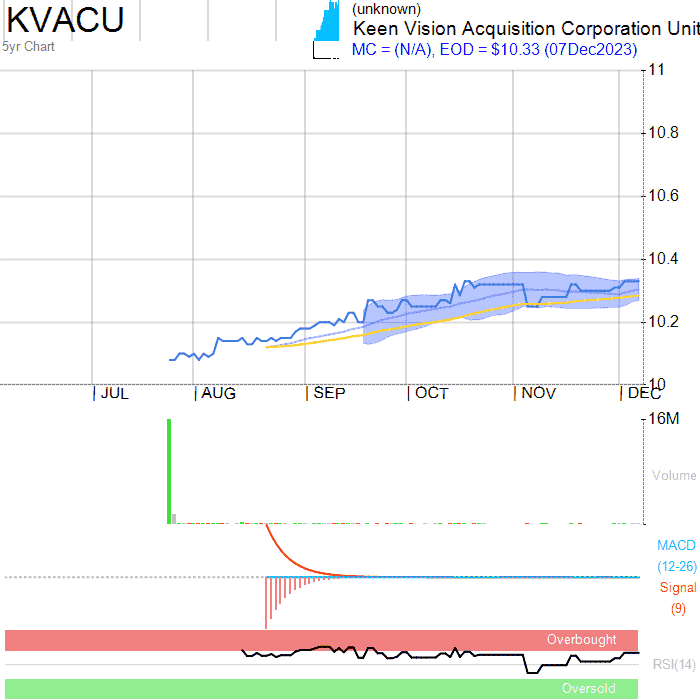 KVACU
5yr Chart
(unknown)
Keen Vision Acquisition Corporation Unit
MC = (N/A), EOD = $10.33 (07Dec2023)
11
10.8
10.6
10.4
10.2
10
JUL AUG SEP OCT NOV DEC
16M
Volume
MACD
(12-26)
Signal
(9)
Overbought
RSI(14)
Oversold